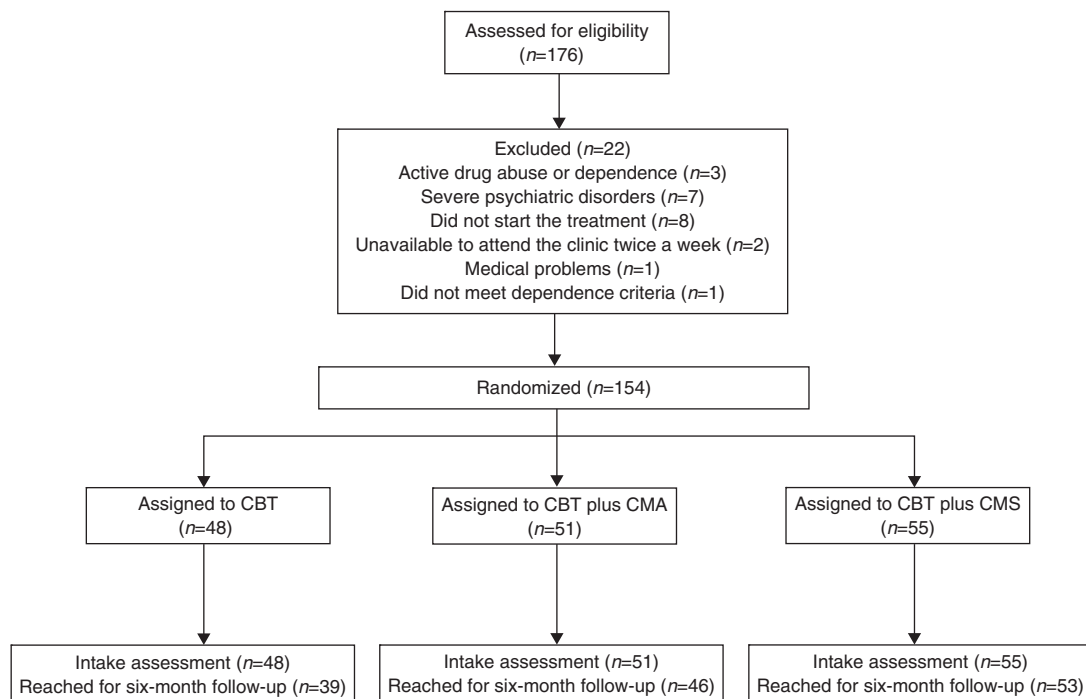 Assessed for eligibility
(n=176)
Excluded (n=22)
Active drug abuse or dependence (n=3)
Severe psychiatric disorders (n=7)
Did not start the treatment (n=8)
Unavailable to attend the clinic twice a week (n=2)
Medical problems (n=1)
Did not meet dependence criteria (n=1)
Randomized (n=154)
Assigned to CBT
(n=48)
Assigned to CBT plus CMA
(n=51)
Assigned to CBT plus CMS
(n=55)
Intake assessment (n=48)
Reached for six-month follow-up (n=39)
Intake assessment (n=51)
Reached for six-month follow-up (n=46)
Intake assessment (n=55)
Reached for six-month follow-up (n=53)